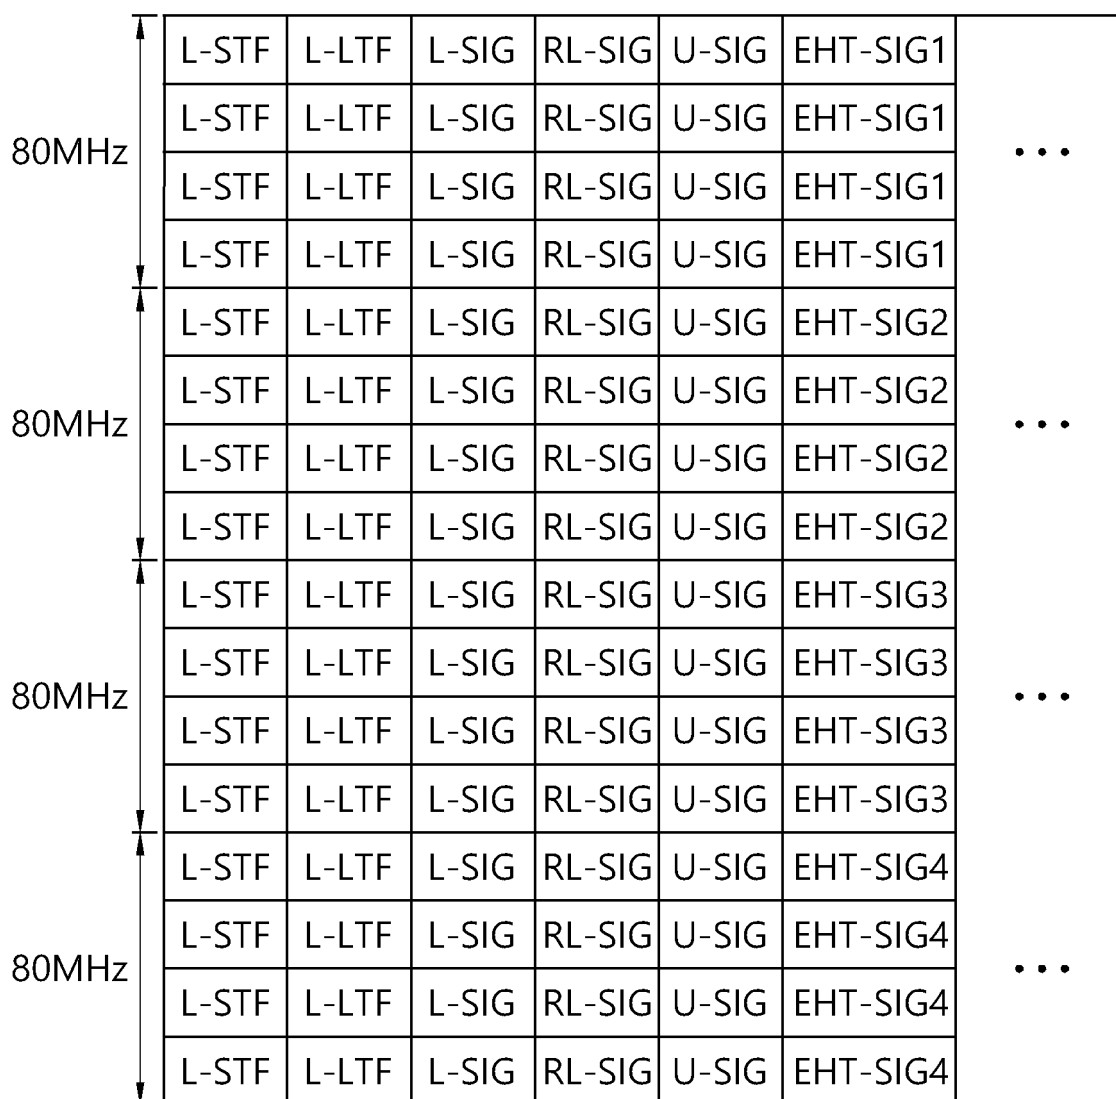 L-STF L-LTF L-SIG RL-SIG U-SIG EHT-SIG1
L-STF L-LTF L-SIG RL-SIG U-SIG EHT-SIG1
80MHz
...
L-STF L-LTF L-SIG RL-SIG U-SIG EHT-SIG1
L-STF L-LTF L-SIG RL-SIG U-SIG EHT-SIG1
L-STF L-LTF L-SIG RL-SIG U-SIG EHT-SIG2
L-STF L-LTF L-SIG RL-SIG U-SIG EHT-SIG2
80MHz
...
L-STF L-LTF L-SIG RL-SIG U-SIG EHT-SIG2
L-STF L-LTF L-SIG RL-SIG U-SIG EHT-SIG2
L-STF L-LTF L-SIG RL-SIG U-SIG EHT-SIG3
L-STF L-LTF L-SIG RL-SIG U-SIG EHT-SIG3
80MHz
...
L-STF L-LTF L-SIG RL-SIG U-SIG EHT-SIG3
L-STF L-LTF L-SIG RL-SIG U-SIG EHT-SIG3
L-STF L-LTF L-SIG RL-SIG U-SIG EHT-SIG4
L-STF L-LTF L-SIG RL-SIG U-SIG EHT-SIG4
80MHz
...
L-STF L-LTF L-SIG RL-SIG U-SIG EHT-SIG4
L-STF L-LTF L-SIG RL-SIG U-SIG EHT-SIG4